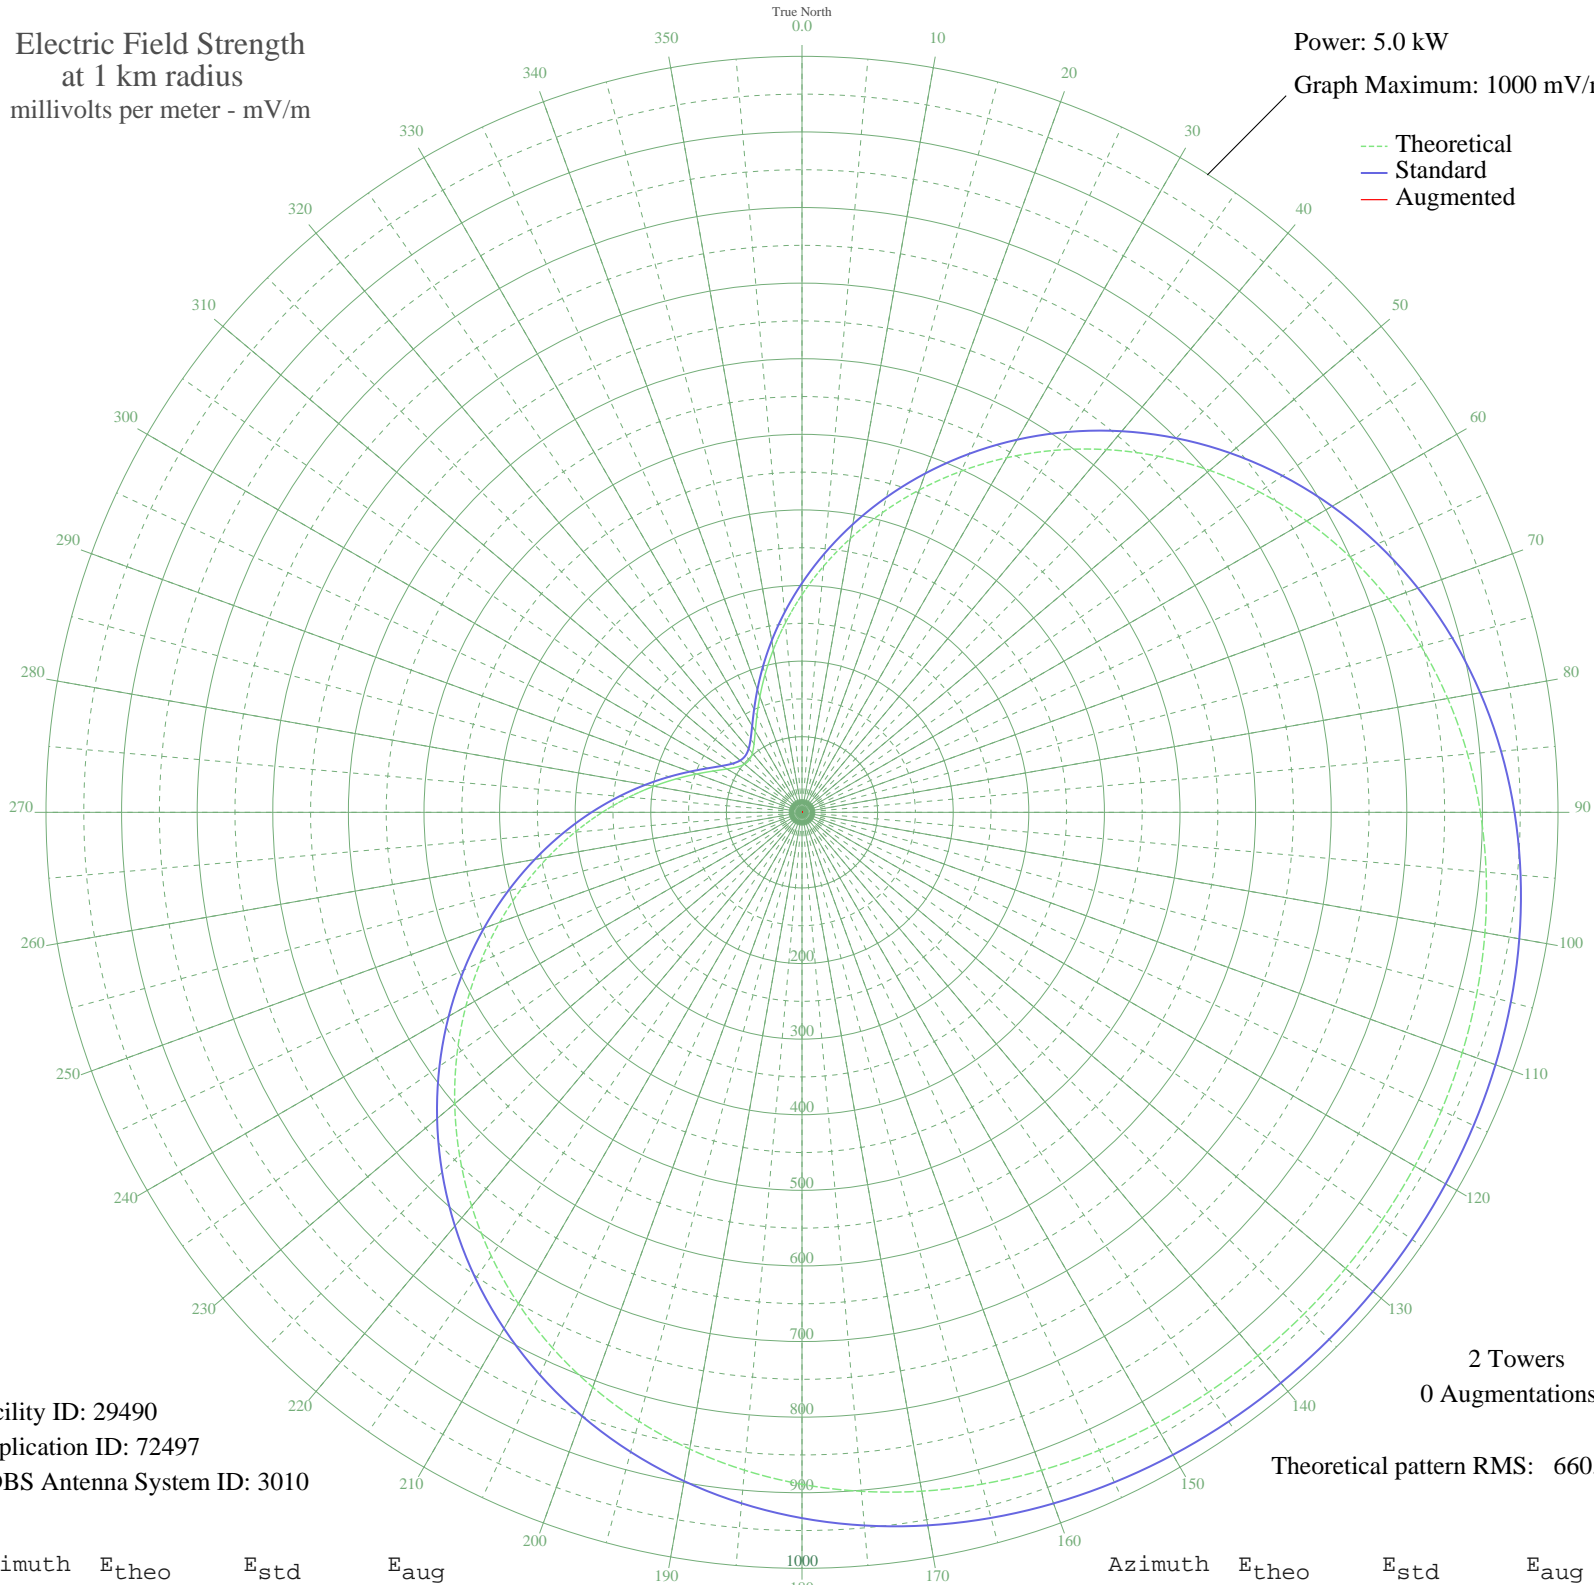 True North
0.0
Electric Field Strength
at 1 km radius
millivolts per meter - mV/m
Power: 5.0 kW
Graph Maximum: 1000 mV/
Theoretical
Standard
Augmented
350
10
340
20
330
30
320
40
310
50
300
60
290
70
280
80
270
90
260
100
250
110
240
120
230
130
220
140
210
150
200
160
190
170
200
300
400
500
600
700
800
900
1000
2 Towers
0 Augmentations
Theoretical pattern RMS: 660
cility ID: 29490
plication ID: 72497
DBS Antenna System ID: 3010
imuth Etheo Estd Eaug
Azimuth Etheo Estd Eaug